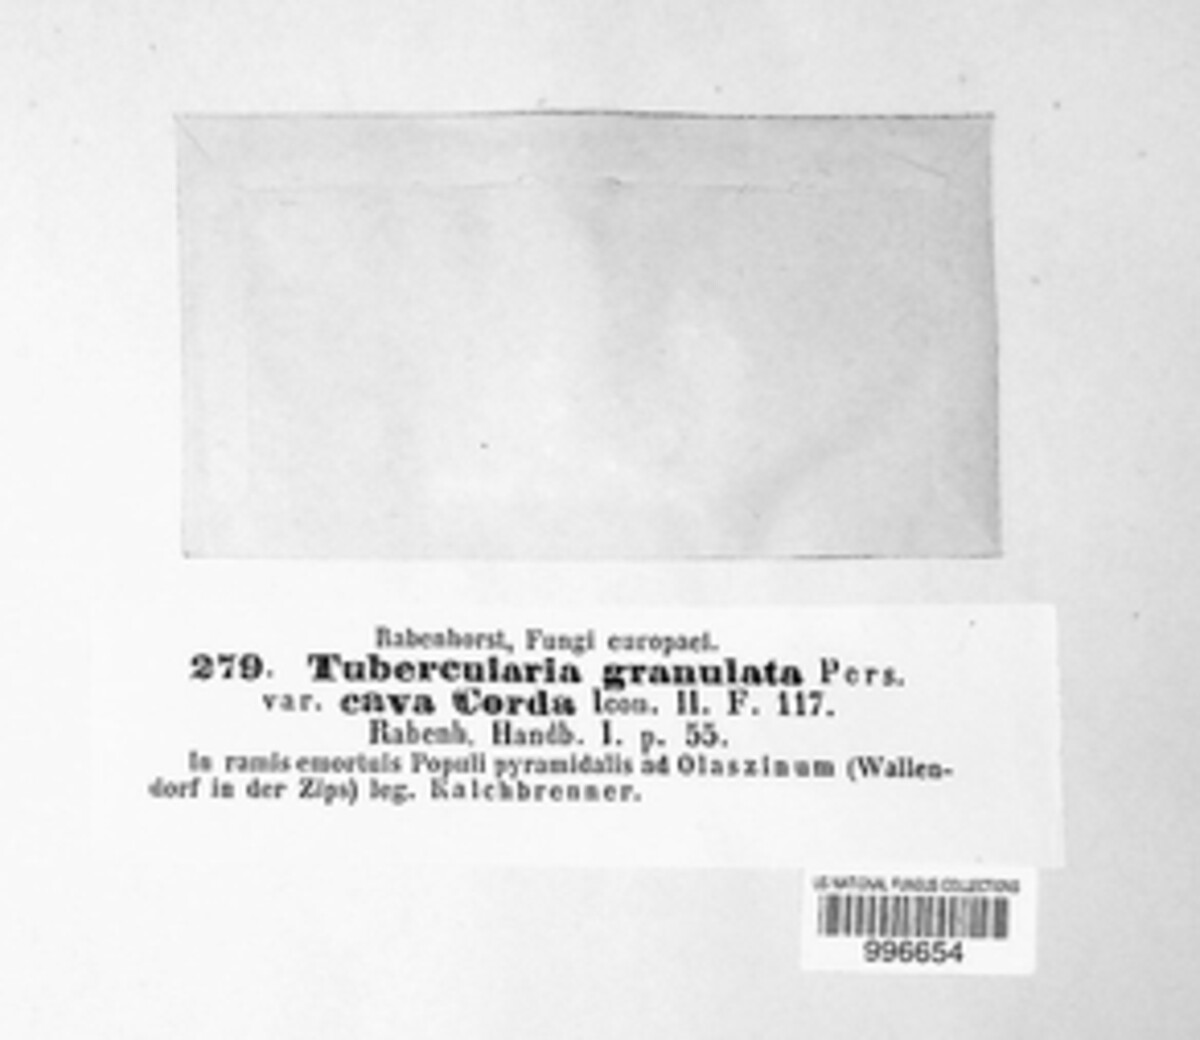 Rabenhorst, Fungi europaei.
279. Tubercularia granulata Pers.
var. cava Corda Icon. II. F. 117.
Rabenh. Handb. I. p. 55.
In ramis emortuis Populi pyramidalis ad Olaszinum (Wallen-
dorf in der Zips) leg. Kalchbrenner.
US NATIONAL FUNGUS COLLECTIONS
996654